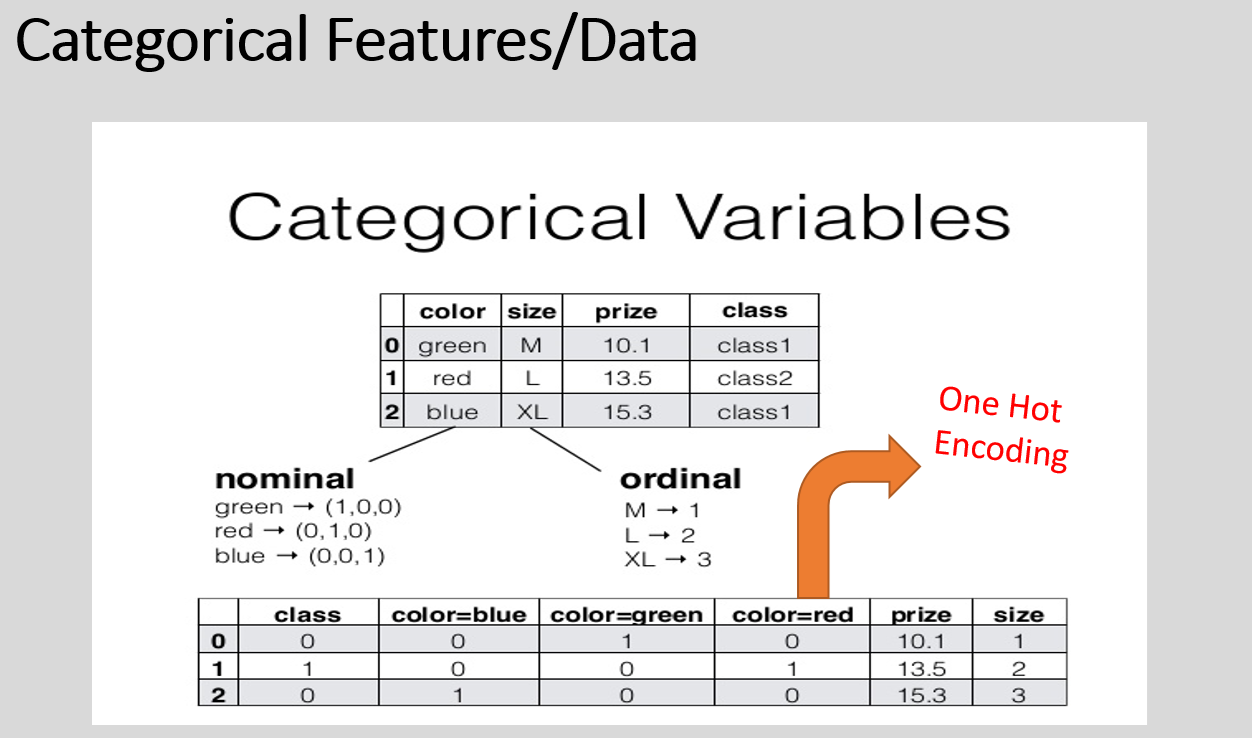 Categorical Features/Data
Categorical Variables
color size prize class
0 green M 10.1 class1
1 red L 13.5 class2
2 blue XL 15.3 class1
One Hot
Encoding
nominal
green → (1,0,0)
red → (0,1,0)
blue → (0,0,1)
ordinal
M → 1
L → 2
XL → 3
class color=blue color=green color=red prize size
0 0 0 1 0 10.1 1
1 1 0 0 1 13.5 2
2 0 1 0 0 15.3 3